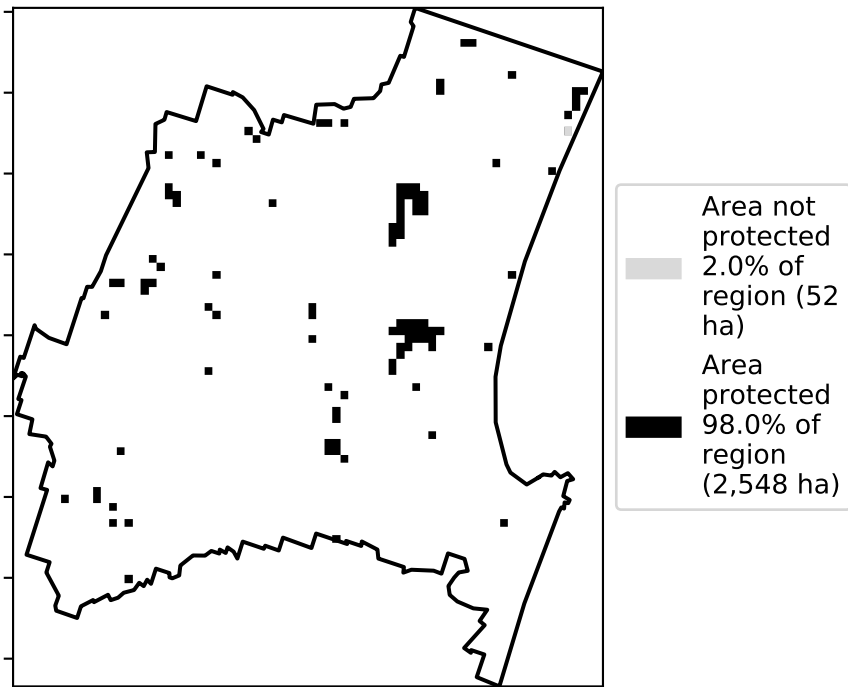 Area not
protected
2.0% of
region (52
ha)
Area
protected
98.0% of
region
(2,548 ha)